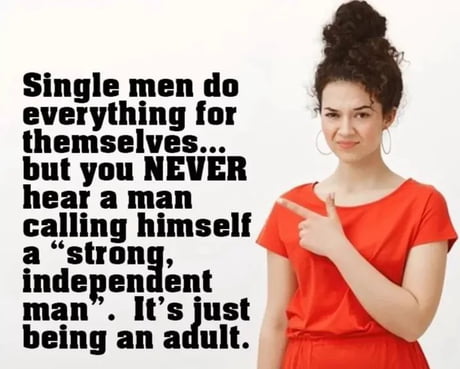 Single men do
everything for
themselves...
but you NEVER
hear a man
calling himself
a “strong,
independent
man”. It’s just
being an adult.